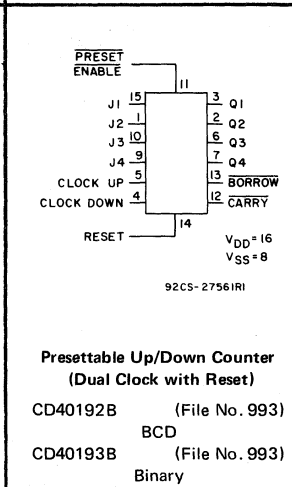 PRESET
ENABLE
11
J1 15 3 Q1
J2 1 2 Q2
J3 10 6 Q3
J4 9 7 Q4
CLOCK UP 5 13 BORROW
CLOCK DOWN 4 12 CARRY
RESET 14
VDD=16
VSS=8
92CS-27561R1
Presettable Up/Down Counter
(Dual Clock with Reset)
CD40192B (File No. 993)
BCD
CD40193B (File No. 993)
Binary